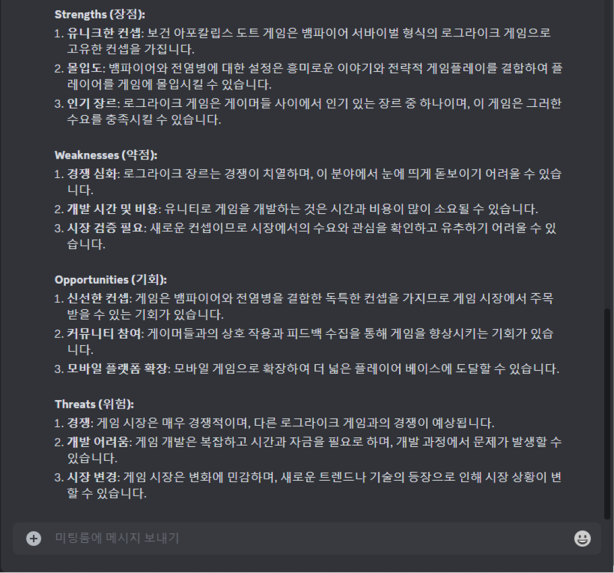 Strengths (장점):
1. 유니크한 컨셉: 보건 아포칼립스 도트 게임은 뱀파이어 서바이벌 형식의 로그라이크 게임으로
고유한 컨셉을 가집니다.
2. 몰입도: 뱀파이어와 전염병에 대한 설정은 흥미로운 이야기와 전략적 게임플레이를 결합하여 플
레이어를 게임에 몰입시킬 수 있습니다.
3. 인기 장르: 로그라이크 게임은 게이머들 사이에서 인기 있는 장르 중 하나이며, 이 게임은 그러한
수요를 충족시킬 수 있습니다.
Weaknesses (약점):
1. 경쟁 심화: 로그라이크 장르는 경쟁이 치열하며, 이 분야에서 눈에 띄게 돋보이기 어려울 수 있습
니다.
2. 개발 시간 및 비용: 유니티로 게임을 개발하는 것은 시간과 비용이 많이 소요될 수 있습니다.
3. 시장 검증 필요: 새로운 컨셉이므로 시장에서의 수요와 관심을 확인하고 유추하기 어려울 수 있
습니다.
Opportunities (기회):
1. 신선한 컨셉: 게임은 뱀파이어와 전염병을 결합한 독특한 컨셉을 가지므로 게임 시장에서 주목
받을 수 있는 기회가 있습니다.
2. 커뮤니티 참여: 게이머들과의 상호 작용과 피드백 수집을 통해 게임을 향상시키는 기회가 있습
니다.
3. 모바일 플랫폼 확장: 모바일 게임으로 확장하여 더 넓은 플레이어 베이스에 도달할 수 있습니다.
Threats (위험):
1. 경쟁: 게임 시장은 매우 경쟁적이며, 다른 로그라이크 게임과의 경쟁이 예상됩니다.
2. 개발 어려움: 게임 개발은 복잡하고 시간과 자금을 필요로 하며, 개발 과정에서 문제가 발생할 수
있습니다.
3. 시장 변경: 게임 시장은 변화에 민감하며, 새로운 트렌드나 기술의 등장으로 인해 시장 상황이 변
할 수 있습니다.
미팅룸에 메시지 보내기